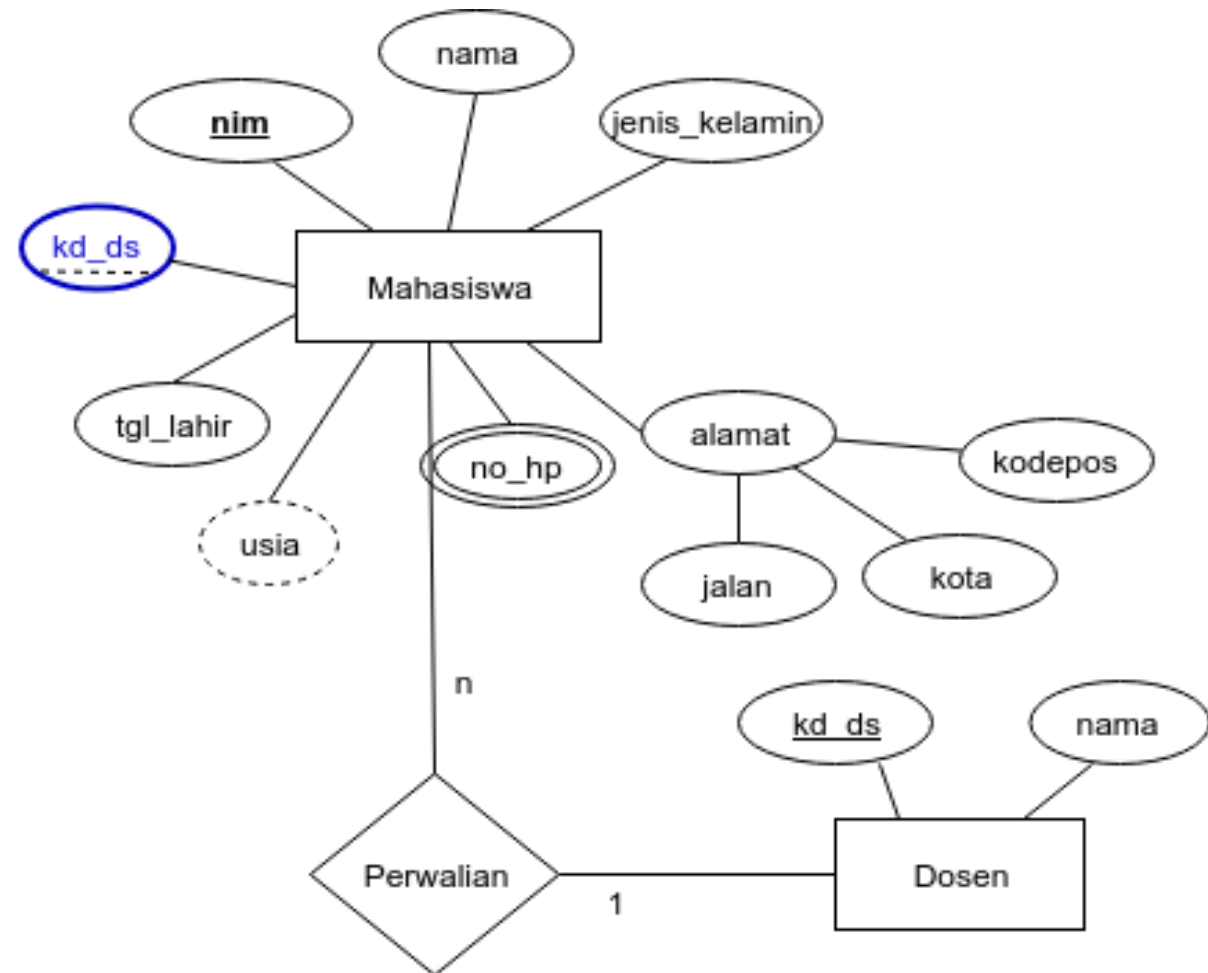 nama
nim
jenis_kelamin
kd_ds
Mahasiswa
tgl_lahir
alamat
no_hp
kodepos
usia
jalan
kota
n
kd_ds
nama
Perwalian
Dosen
1